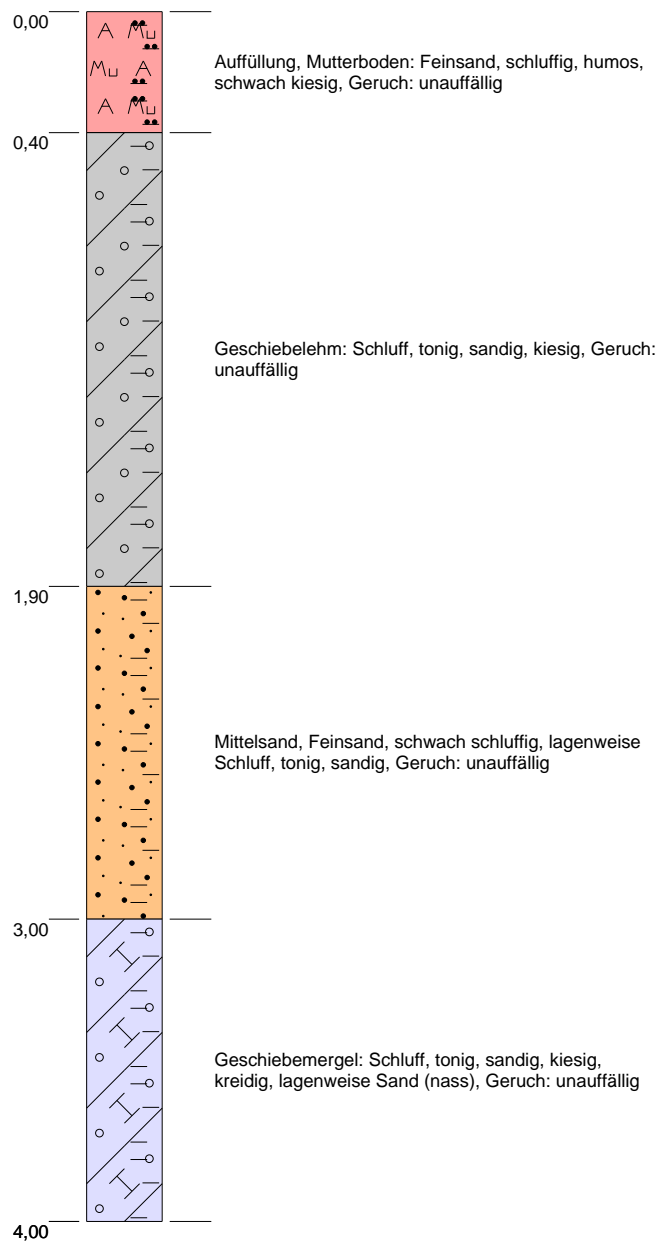 0,00
A Mu
Auffüllung, Mutterboden: Feinsand, schluffig, humos,
schwach kiesig, Geruch: unauffällig
Mu A
A Mu
0,40
Geschiebelehm: Schluff, tonig, sandig, kiesig, Geruch:
unauffällig
1,90
Mittelsand, Feinsand, schwach schluffig, lagenweise
Schluff, tonig, sandig, Geruch: unauffällig
3,00
Geschiebemergel: Schluff, tonig, sandig, kiesig,
kreidig, lagenweise Sand (nass), Geruch: unauffällig
4,00